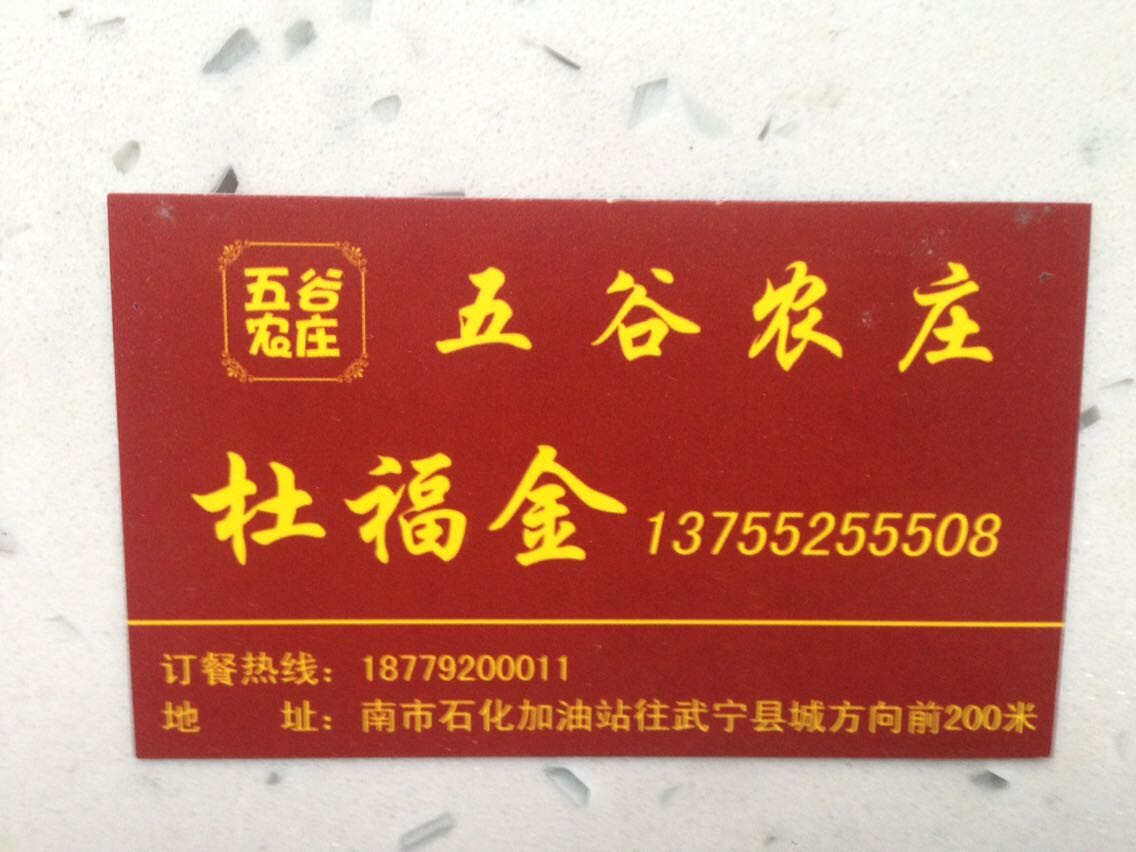 五谷
农庄
五谷农庄
杜福金 13755255508
订餐热线：18779200011
地　　址：南市石化加油站往武宁县城方向前200米